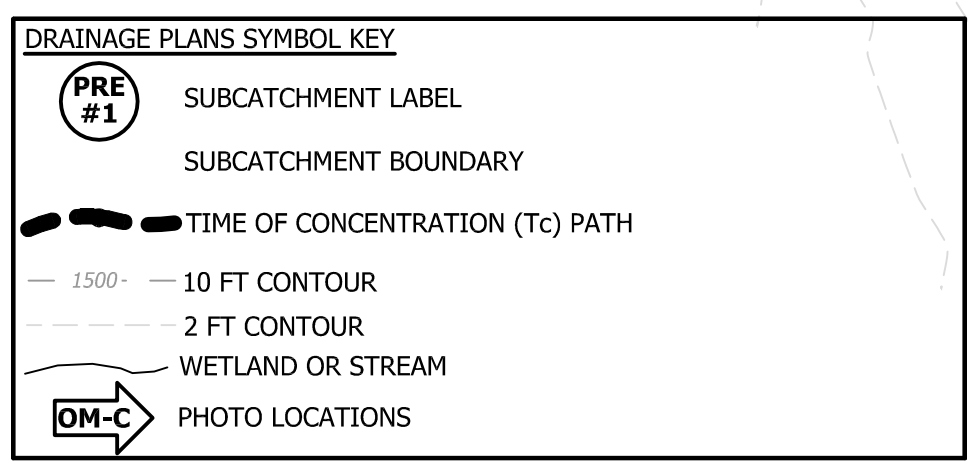 DRAINAGE PLANS SYMBOL KEY
PRE
#1
SUBCATCHMENT LABEL
SUBCATCHMENT BOUNDARY
TIME OF CONCENTRATION (Tc) PATH
1500
10 FT CONTOUR
2 FT CONTOUR
WETLAND OR STREAM
OM-C
PHOTO LOCATIONS